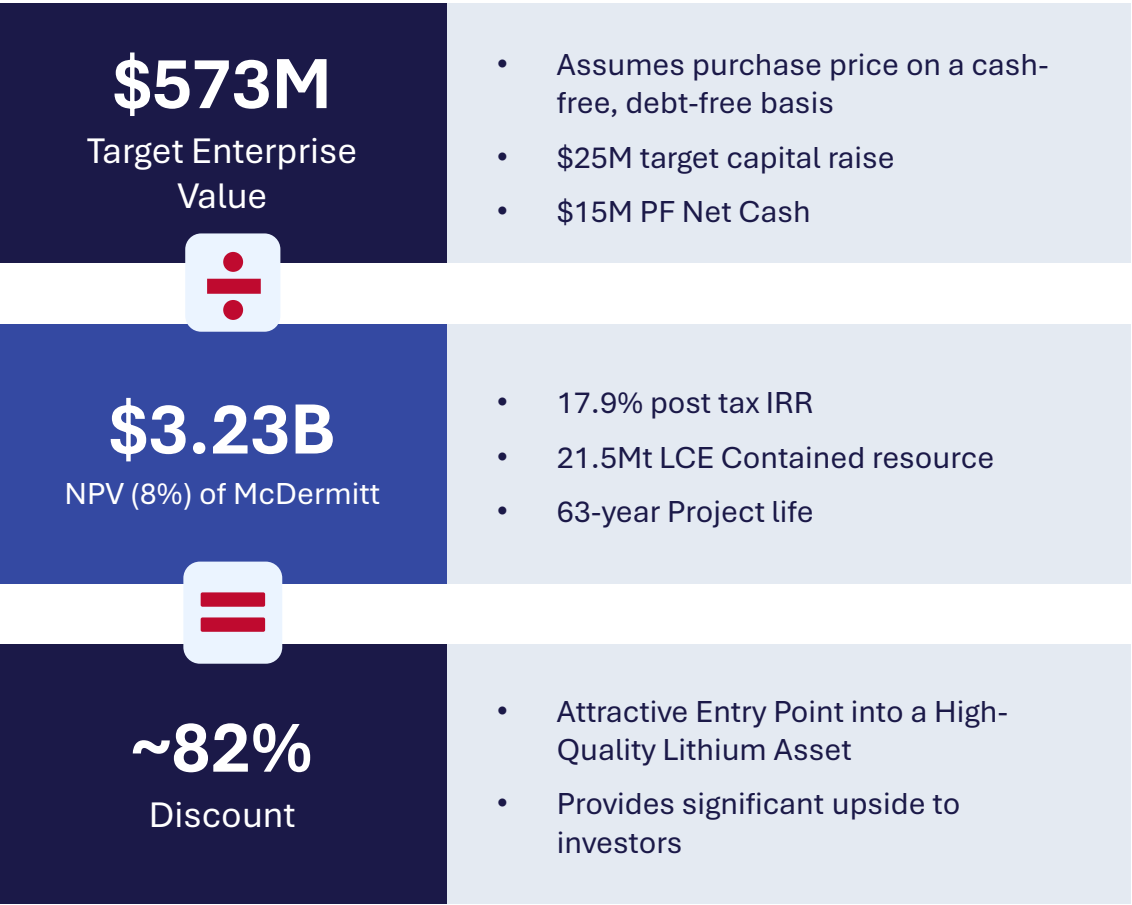 $573M
Target Enterprise
Value
• Assumes purchase price on a cash-
free, debt-free basis
• $25M target capital raise
• $15M PF Net Cash
÷
$3.23B
NPV (8%) of McDermitt
• 17.9% post tax IRR
• 21.5Mt LCE Contained resource
• 63-year Project life
=
~82%
Discount
• Attractive Entry Point into a High-
Quality Lithium Asset
• Provides significant upside to
investors